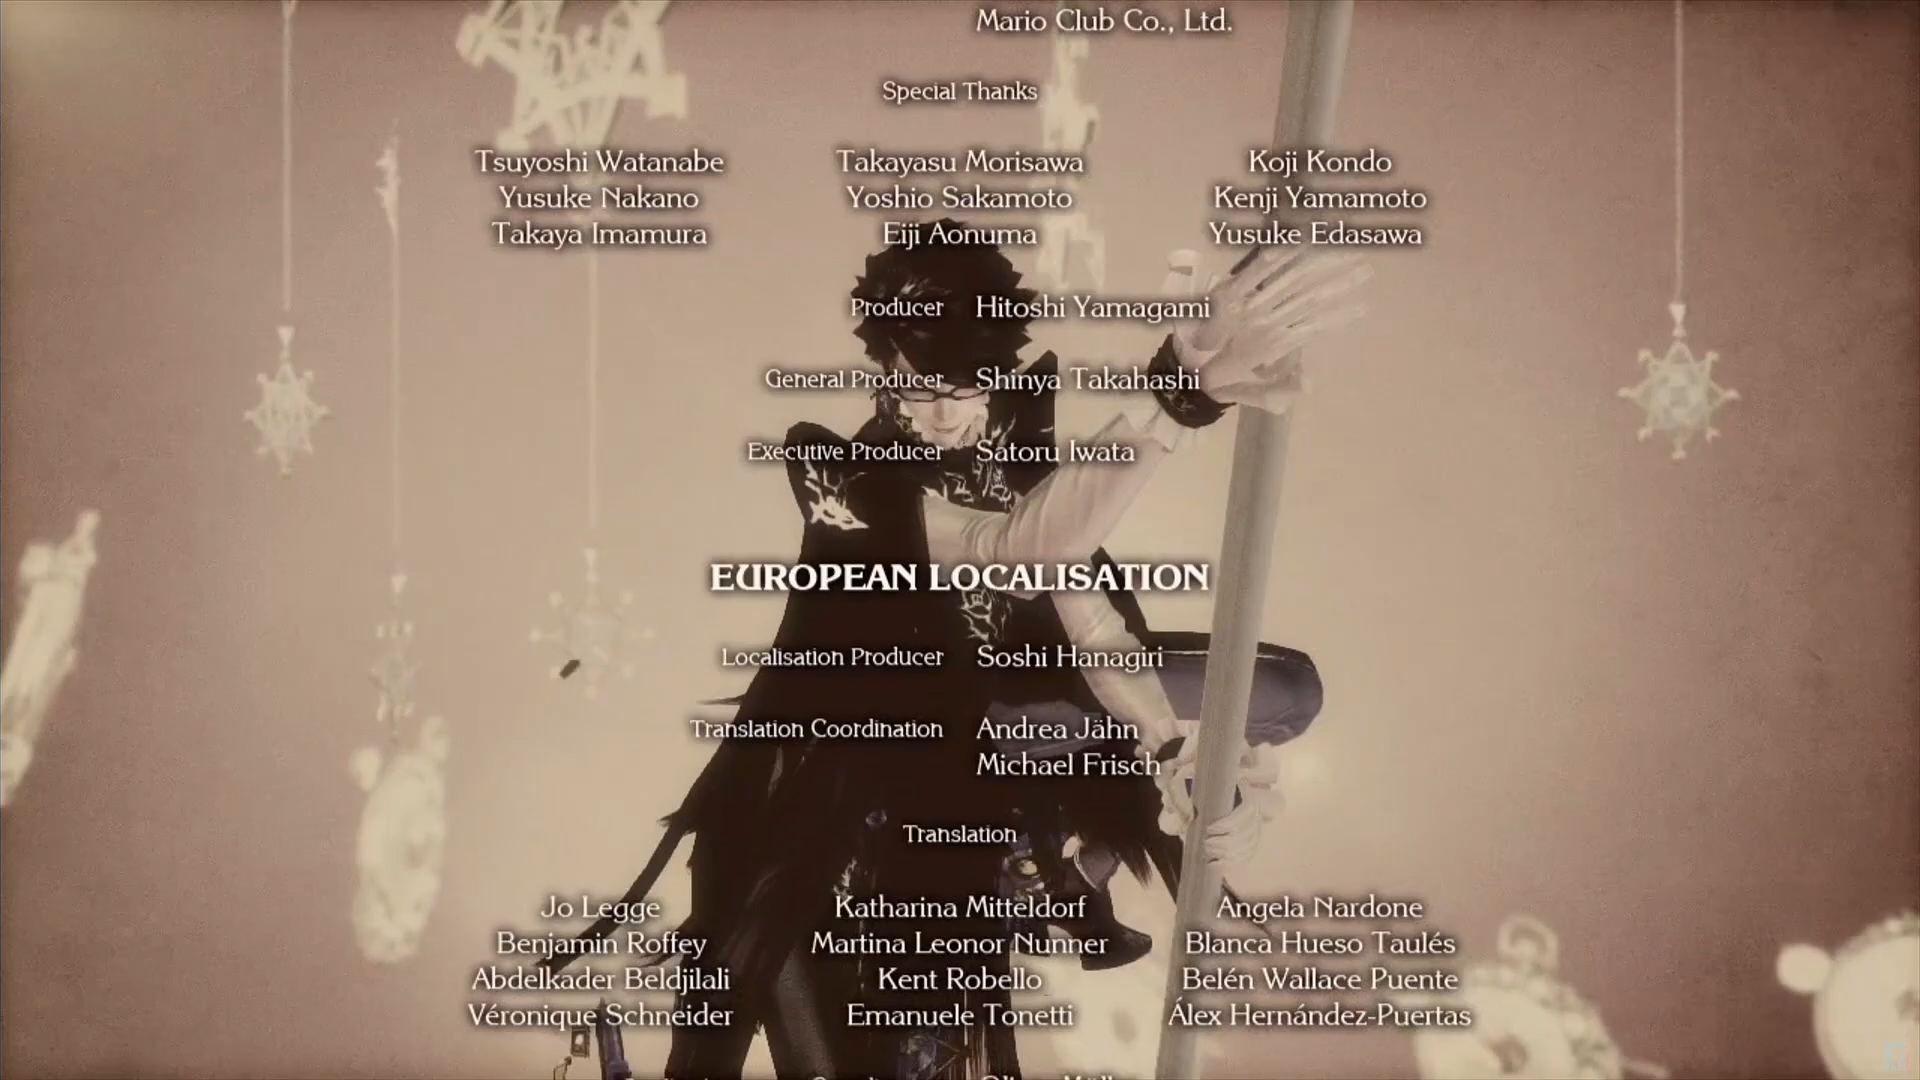 Mario Club Co., Ltd.
Special Thanks
Tsuyoshi Watanabe Takayasu Morisawa Koji Kondo
Yusuke Nakano Yoshio Sakamoto Kenji Yamamoto
Takaya Imamura Eiji Aonuma Yusuke Edasawa
Producer Hitoshi Yamagami
General Producer Shinya Takahashi
Executive Producer Satoru Iwata
EUROPEAN LOCALISATION
Localisation Producer Soshi Hanagiri
Translation Coordination Andrea Jähn
Michael Frisch
Translation
Jo Legge Katharina Mitteldorf Angela Nardone
Benjamin Roffey Martina Leonor Nunner Blanca Hueso Taulés
Abdelkader Beldjilali Kent Robello Belén Wallace Puente
Véronique Schneider Emanuele Tonetti Álex Hernández-Puertas